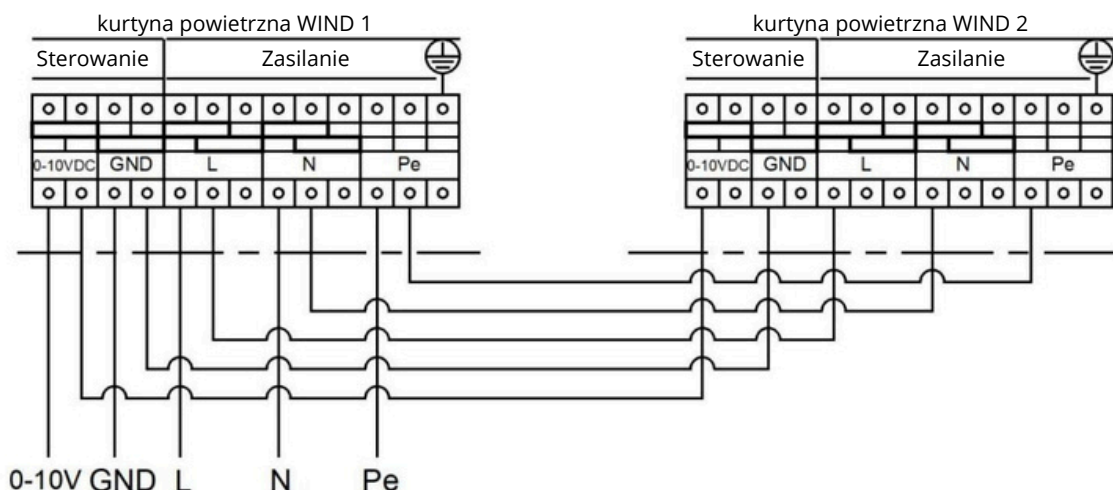 kurtyna powietrzna WIND 1
Sterowanie Zasilanie
0-10VDC GND L N Pe
kurtyna powietrzna WIND 2
Sterowanie Zasilanie
0-10VDC GND L N Pe
0-10V GND L N Pe